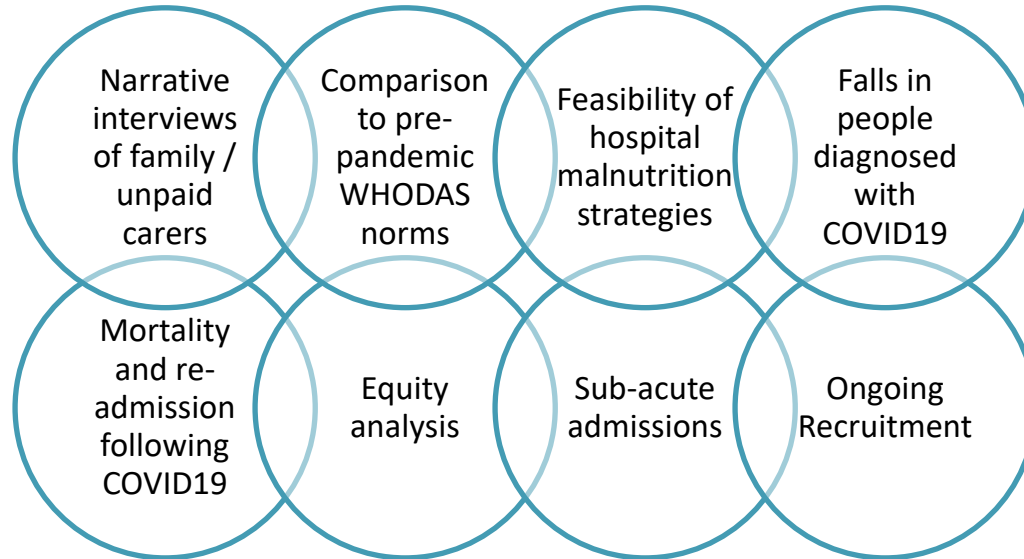 Narrative
interviews
of family /
unpaid
carers
Comparison
to pre-
pandemic
WHODAS
norms
Feasibility of
hospital
malnutrition
strategies
Falls in
people
diagnosed
with
COVID19
Mortality
and re-
admission
following
COVID19
Equity
analysis
Sub-acute
admissions
Ongoing
Recruitment